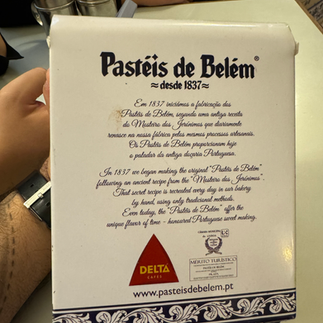 Pastéis de Belém®
≈ desde 1837 ≈
Em 1837 iniciámos a fabricação dos
Pastéis de Belém, segundo uma antiga receita
do Mosteiro dos Jerónimos que diariamente
renasce na nossa fábrica pelos mesmos processos artesanais.
Os Pastéis de Belém proporcionam hoje
o paladar da antiga doçaria Portuguesa.
In 1837 we began making the original "Pastéis de Belém"
following an ancient recipe from the "Mosteiro dos Jerónimos".
That secret recipe is recreated every day in our bakery
by hand, using only traditional methods.
Even today, the "Pastéis de Belém" offer the
unique flavor of time - honoured Portuguese sweet making.
DELTA
CAFÉS
MÉRITO TURÍSTICO
www.pasteisdebelem.pt